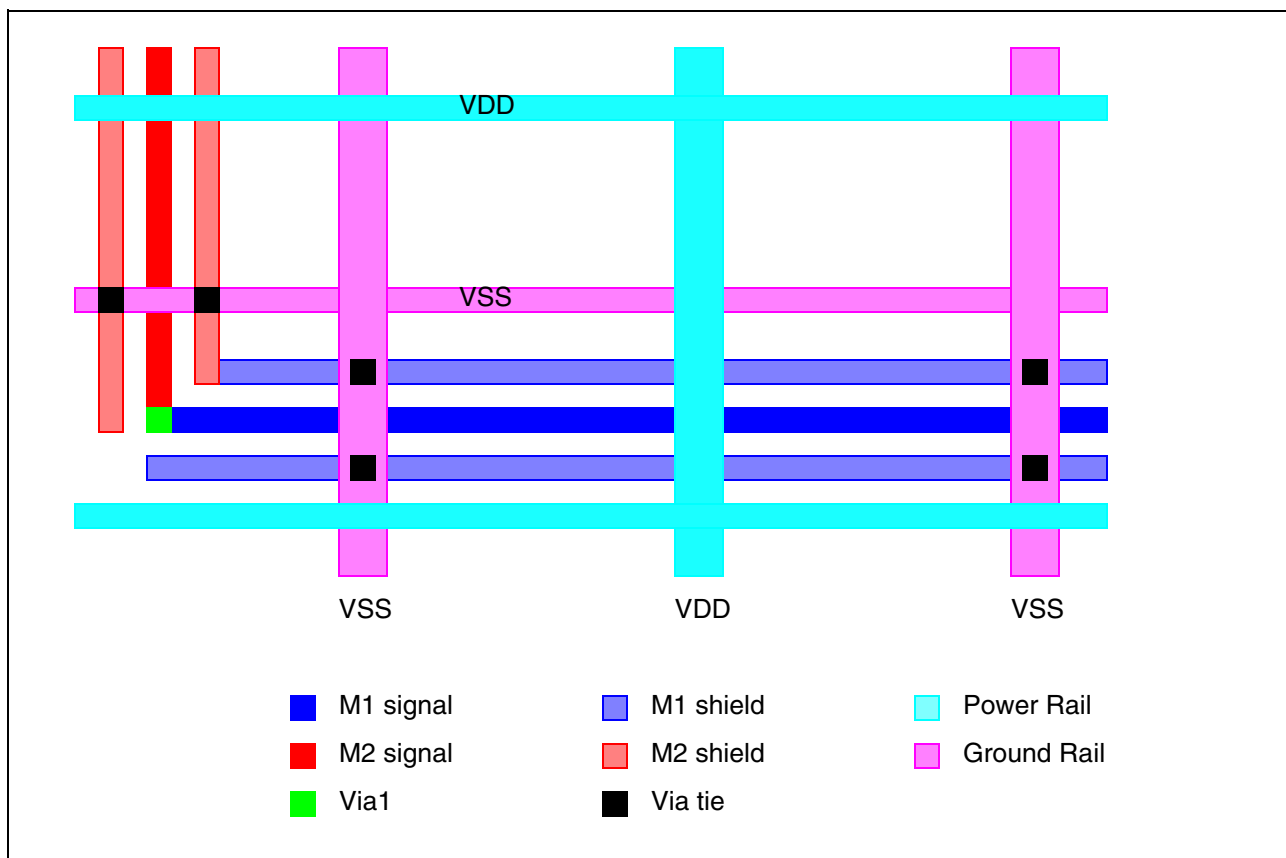 VDD
VSS
VSS VDD VSS
M1 signal M1 shield Power Rail
M2 signal M2 shield Ground Rail
Via1 Via tie